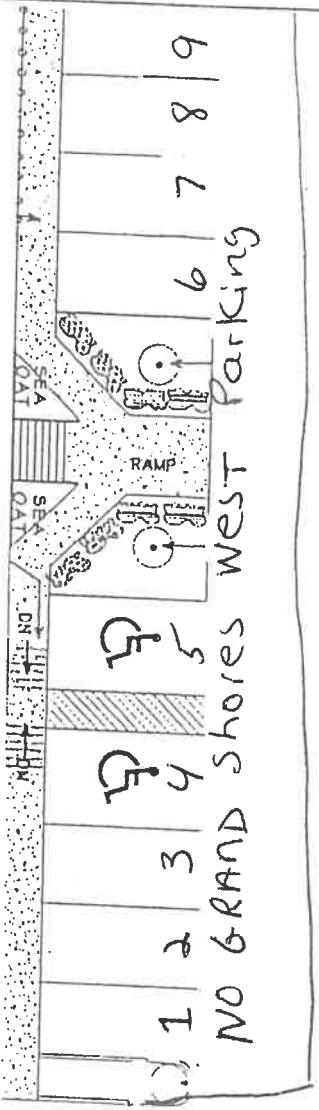 SEA
OAT
SEA
OAT
DN
DN
RAMP
1 2 3 4 5 6 7 8 9
NO GRAND Shores West Parking